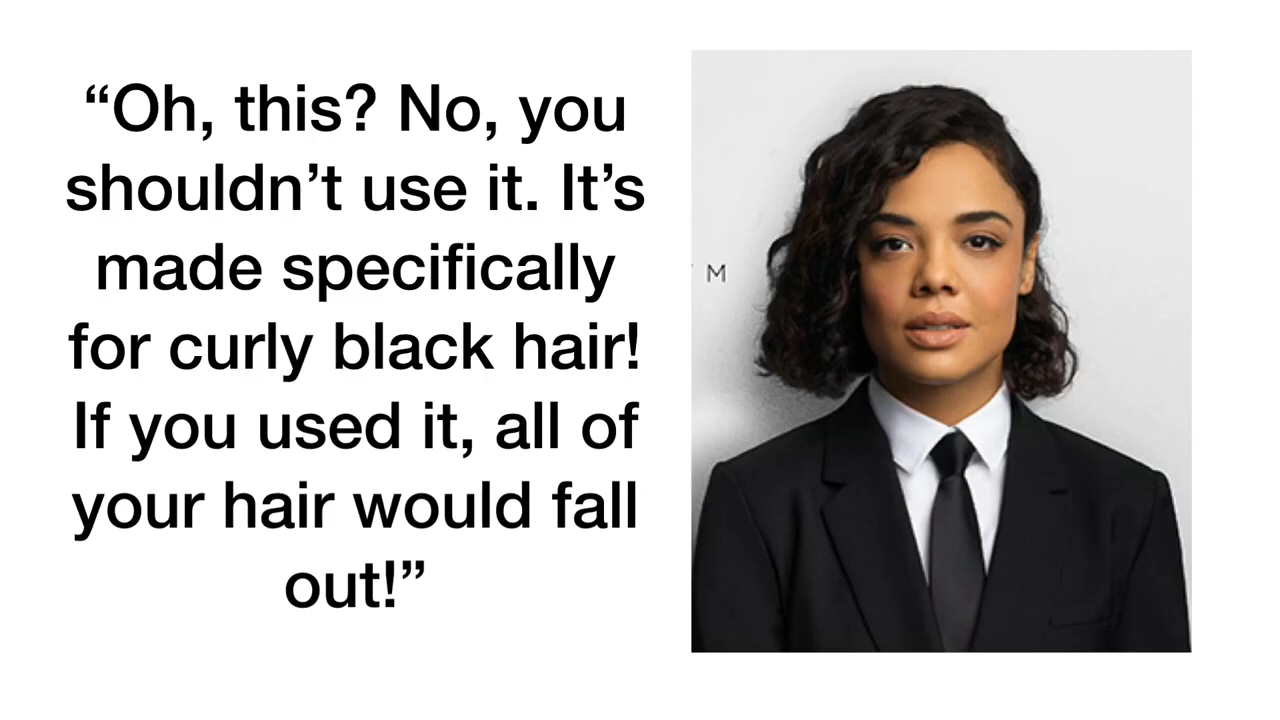 “Oh, this? No, you
shouldn’t use it. It’s
made specifically
for curly black hair!
If you used it, all of
your hair would fall
out!”
M